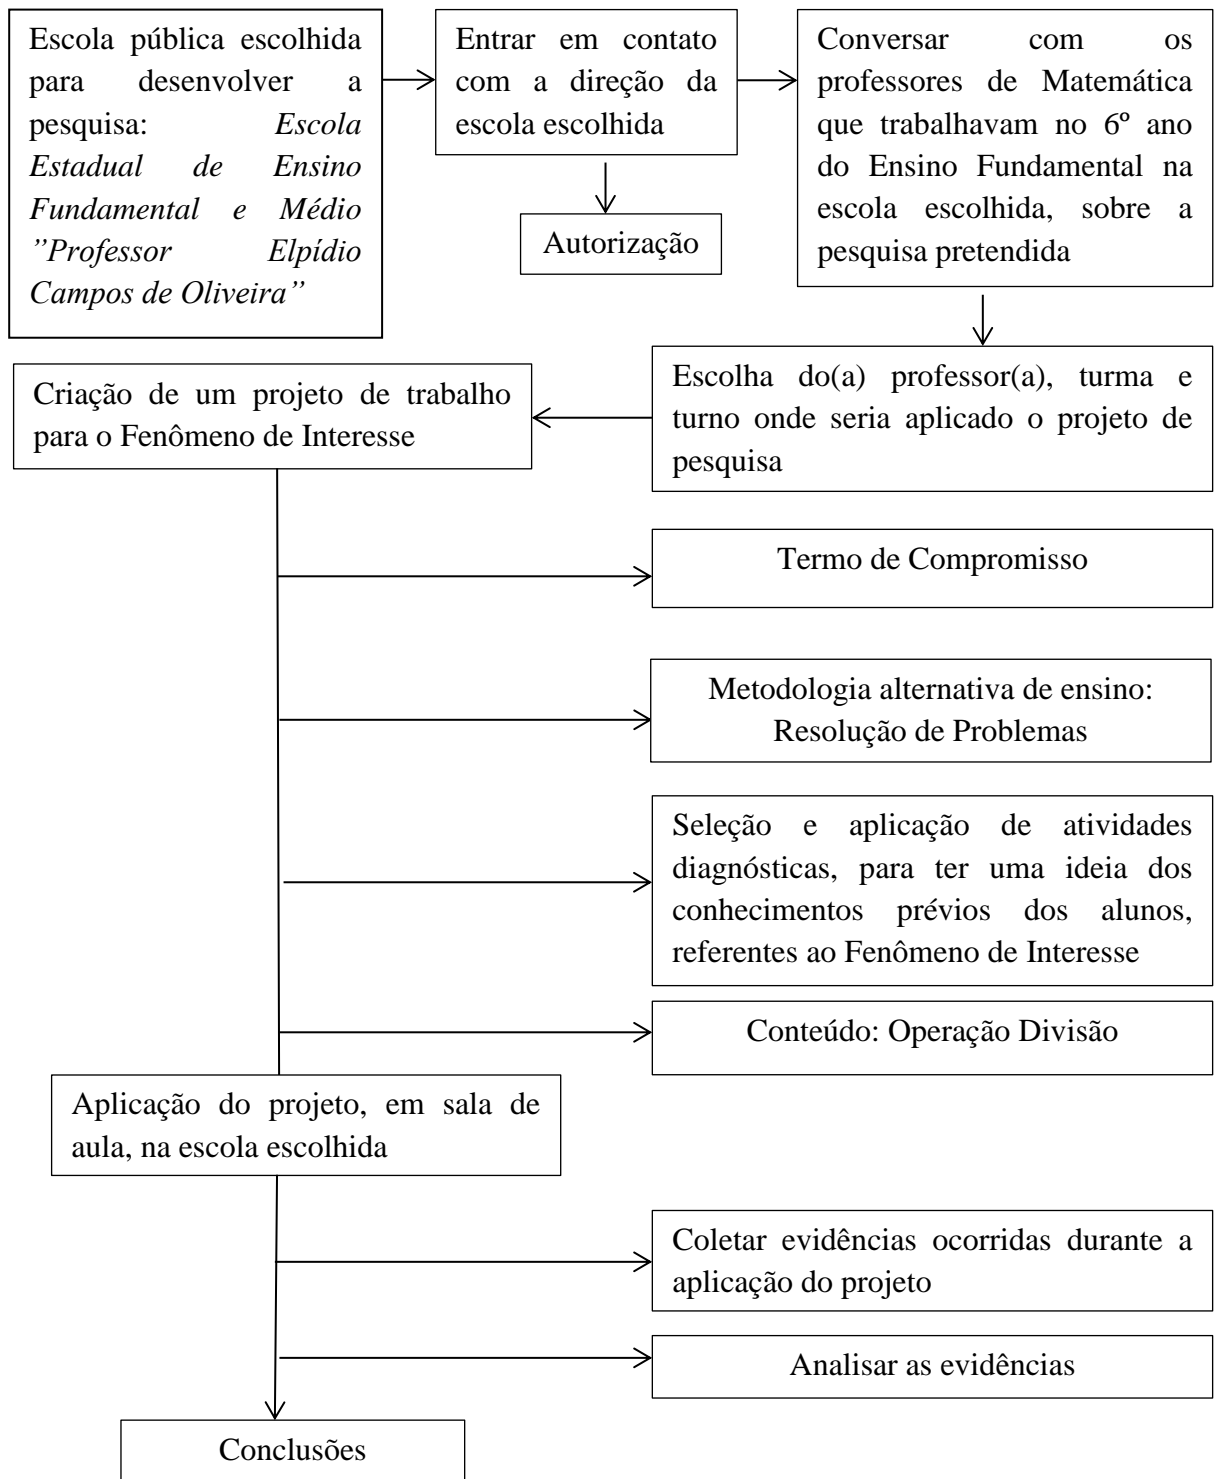 Escola pública escolhida
para desenvolver a
pesquisa: Escola
Estadual de Ensino
Fundamental e Médio
”Professor Elpídio
Campos de Oliveira”
Entrar em contato
com a direção da
escola escolhida
Autorização
Conversar com os
professores de Matemática
que trabalhavam no 6º ano
do Ensino Fundamental na
escola escolhida, sobre a
pesquisa pretendida
Escolha do(a) professor(a), turma e
turno onde seria aplicado o projeto de
pesquisa
Criação de um projeto de trabalho
para o Fenômeno de Interesse
Termo de Compromisso
Metodologia alternativa de ensino:
Resolução de Problemas
Seleção e aplicação de atividades
diagnósticas, para ter uma ideia dos
conhecimentos prévios dos alunos,
referentes ao Fenômeno de Interesse
Conteúdo: Operação Divisão
Aplicação do projeto, em sala de
aula, na escola escolhida
Coletar evidências ocorridas durante a
aplicação do projeto
Analisar as evidências
Conclusões